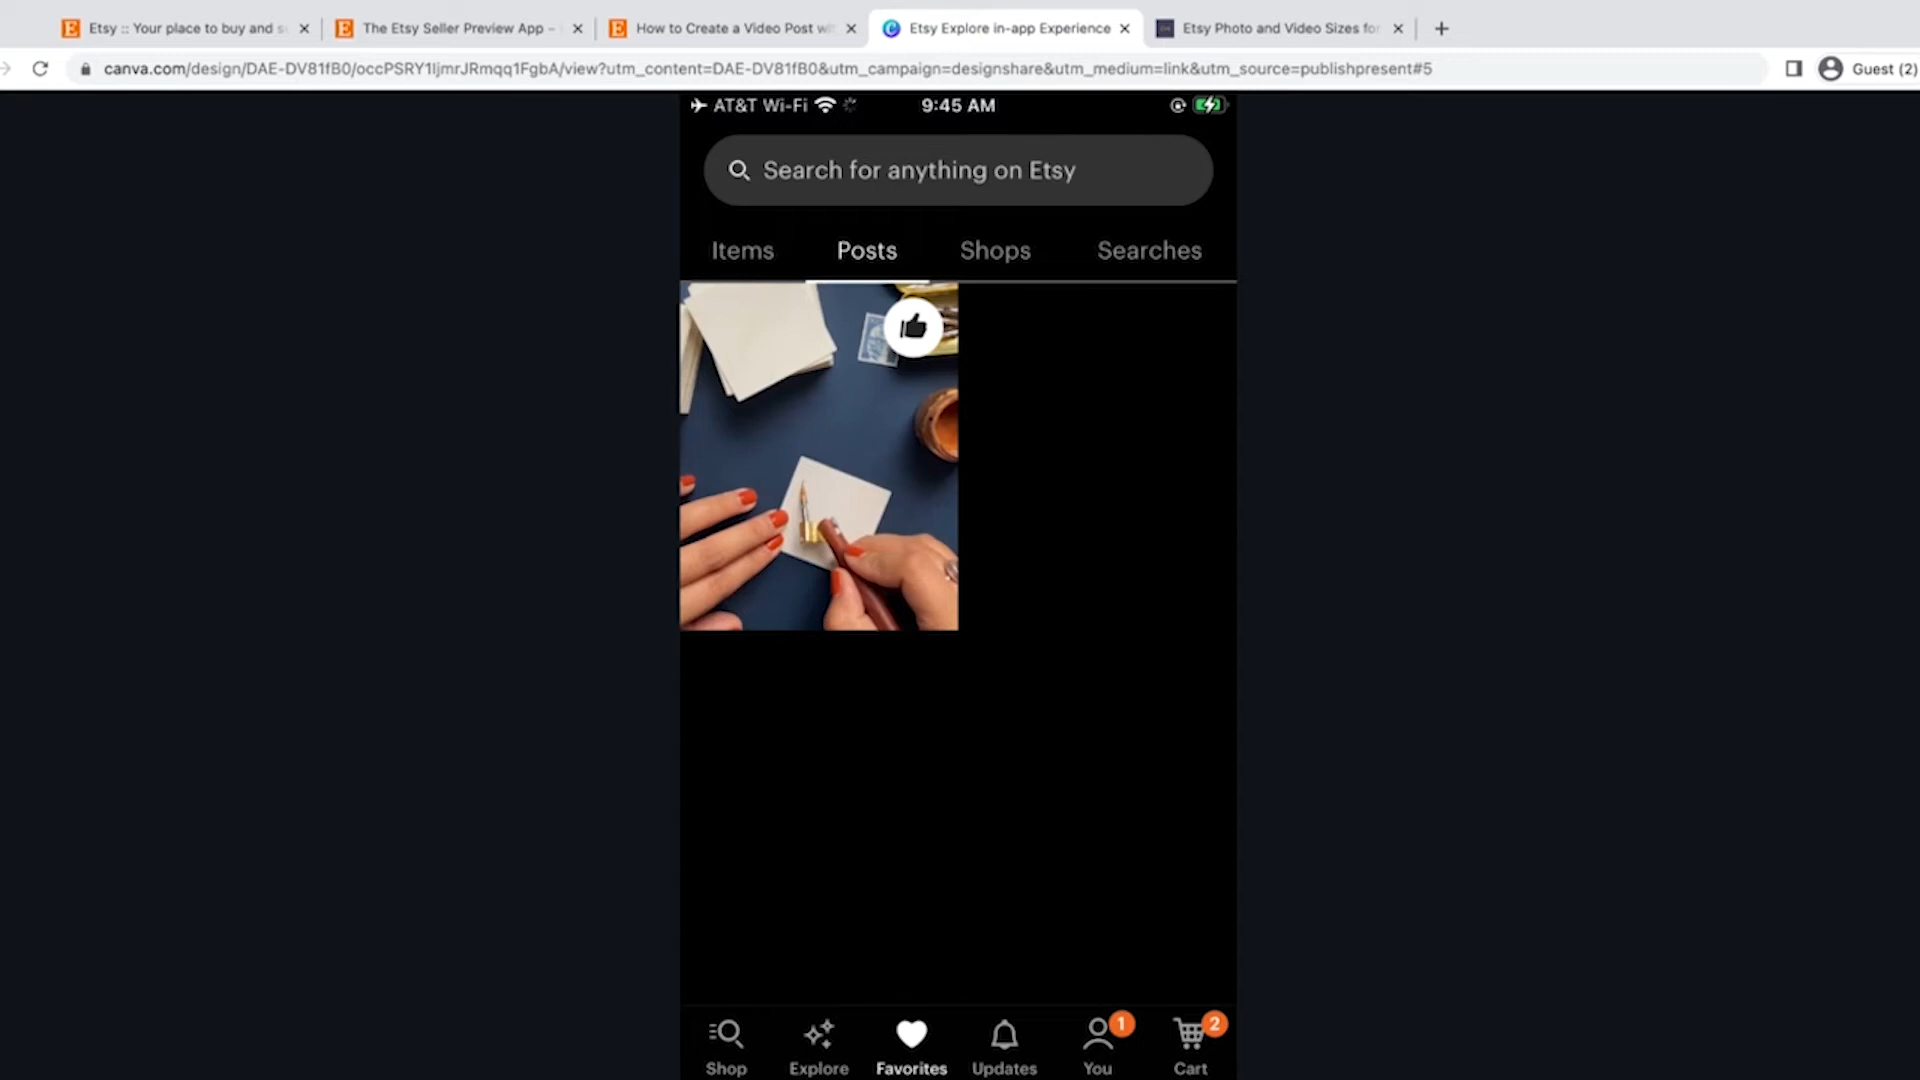 Etsy :: Your place to buy and s
The Etsy Seller Preview App –
How to Create a Video Post wi
Etsy Explore in-app Experience
Etsy Photo and Video Sizes for
canva.com/design/DAE-DV81fB0/occPSRY1IjmrJRmqq1FgbA/view?utm_content=DAE-DV81fB0&utm_campaign=designshare&utm_medium=link&utm_source=publishpresent#5
Guest (2)
AT&T Wi-Fi
9:45 AM
Search for anything on Etsy
Items Posts Shops Searches
1 2
Shop Explore Favorites Updates You Cart